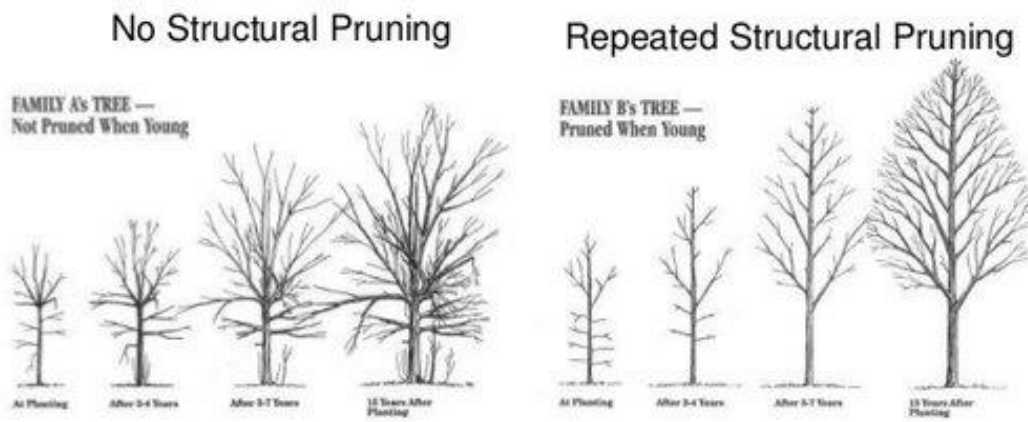 No Structural Pruning
FAMILY A's TREE —
Not Pruned When Young
At Planting
After 3-4 Years
After 5-7 Years
15 Years After
Planting
Repeated Structural Pruning
FAMILY B's TREE —
Pruned When Young
At Planting
After 3-4 Years
After 5-7 Years
15 Years After
Planting